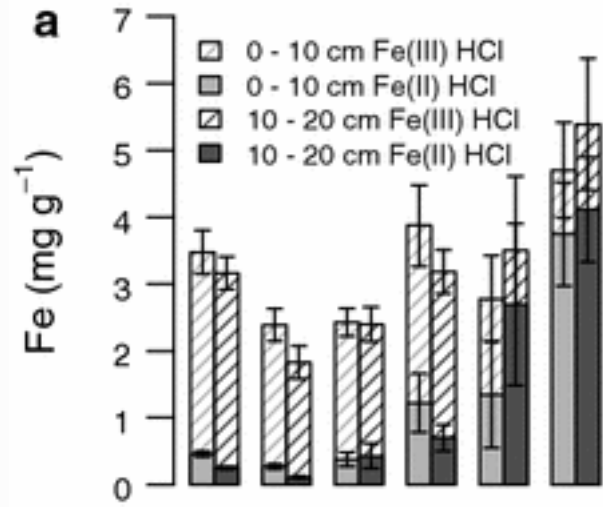 a
7
6
5
4
3
2
1
0
Fe (mg g⁻¹)
0 - 10 cm Fe(III) HCl
0 - 10 cm Fe(II) HCl
10 - 20 cm Fe(III) HCl
10 - 20 cm Fe(II) HCl